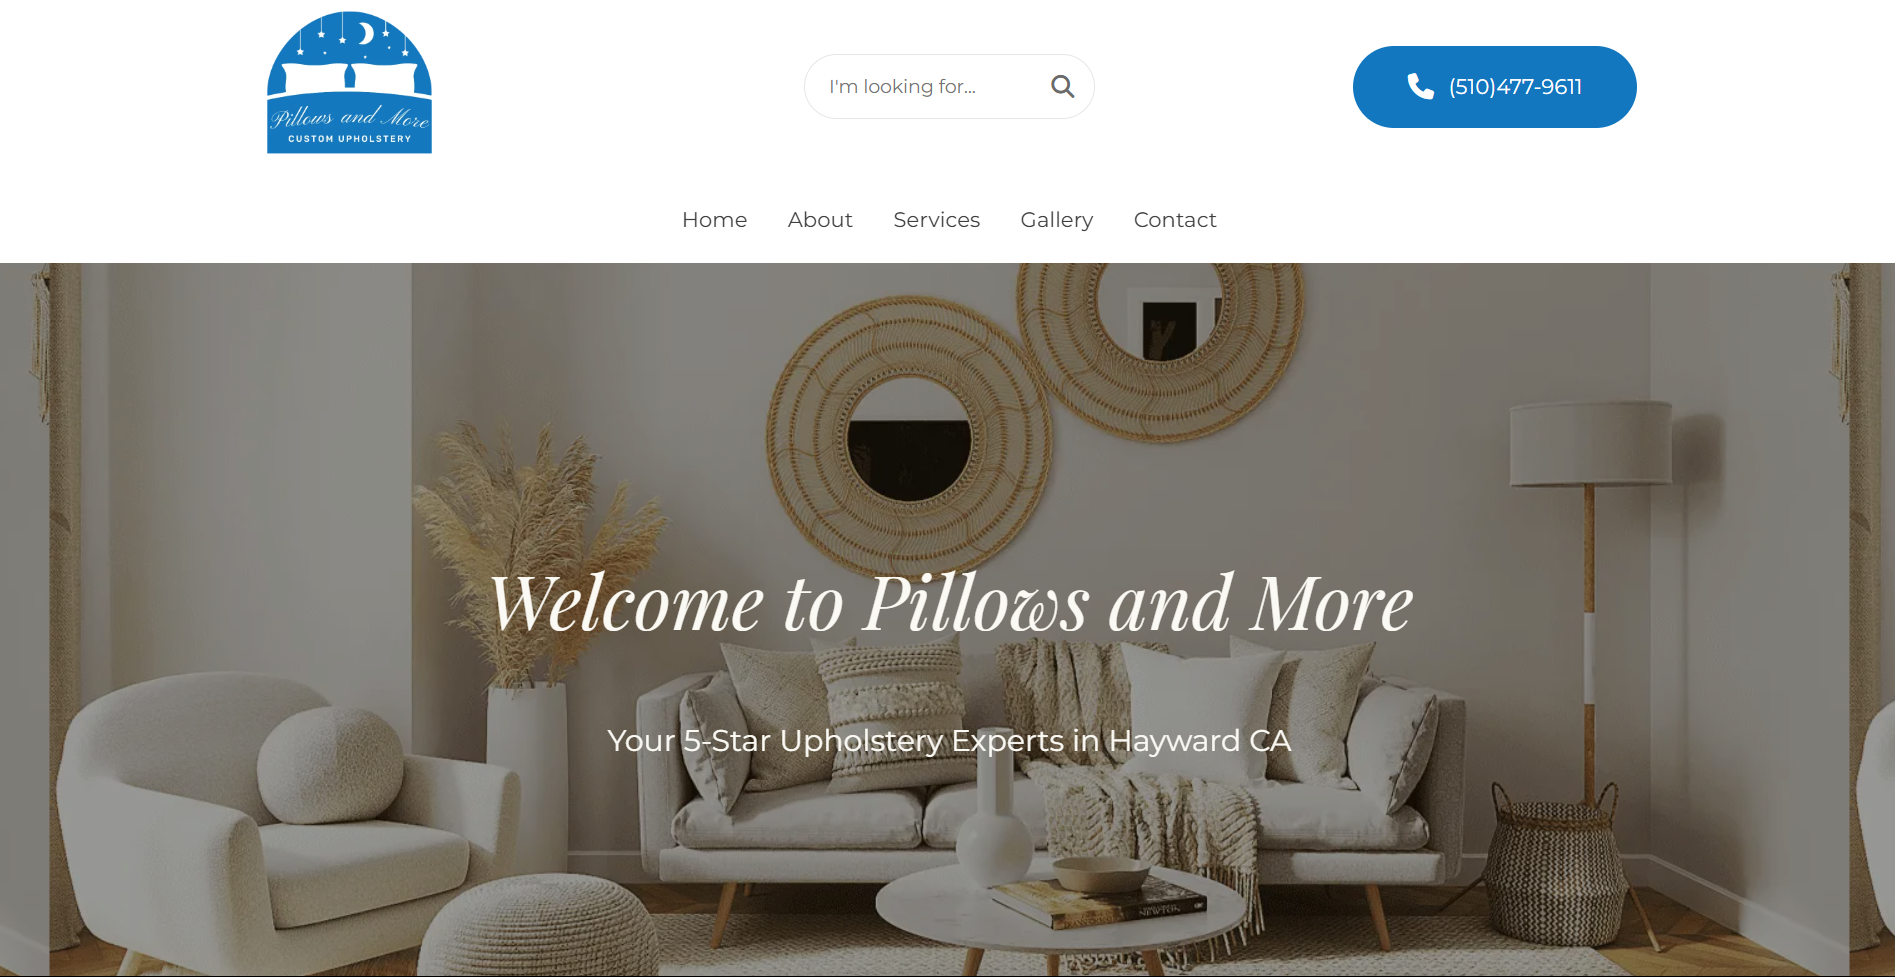 Pillows and More
CUSTOM UPHOLSTERY
I'm looking for...
(510)477-9611
Home About Services Gallery Contact
Welcome to Pillows and More
Your 5-Star Upholstery Experts in Hayward CA
NEWTON